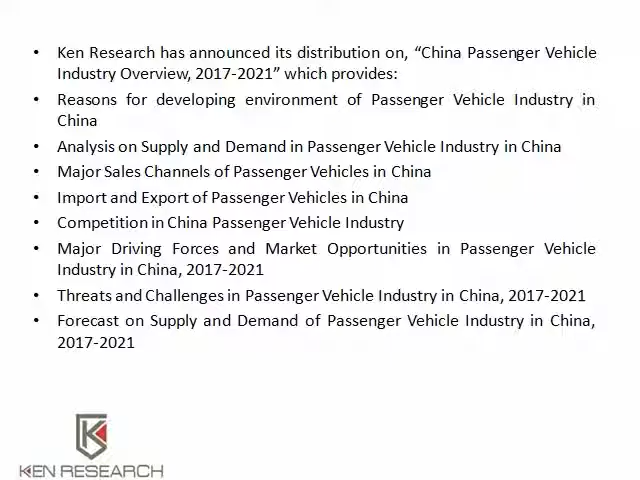 • Ken Research has announced its distribution on, “China Passenger Vehicle
Industry Overview, 2017-2021” which provides:
• Reasons for developing environment of Passenger Vehicle Industry in
China
• Analysis on Supply and Demand in Passenger Vehicle Industry in China
• Major Sales Channels of Passenger Vehicles in China
• Import and Export of Passenger Vehicles in China
• Competition in China Passenger Vehicle Industry
• Major Driving Forces and Market Opportunities in Passenger Vehicle
Industry in China, 2017-2021
• Threats and Challenges in Passenger Vehicle Industry in China, 2017-2021
• Forecast on Supply and Demand of Passenger Vehicle Industry in China,
2017-2021
KEN RESEARCH